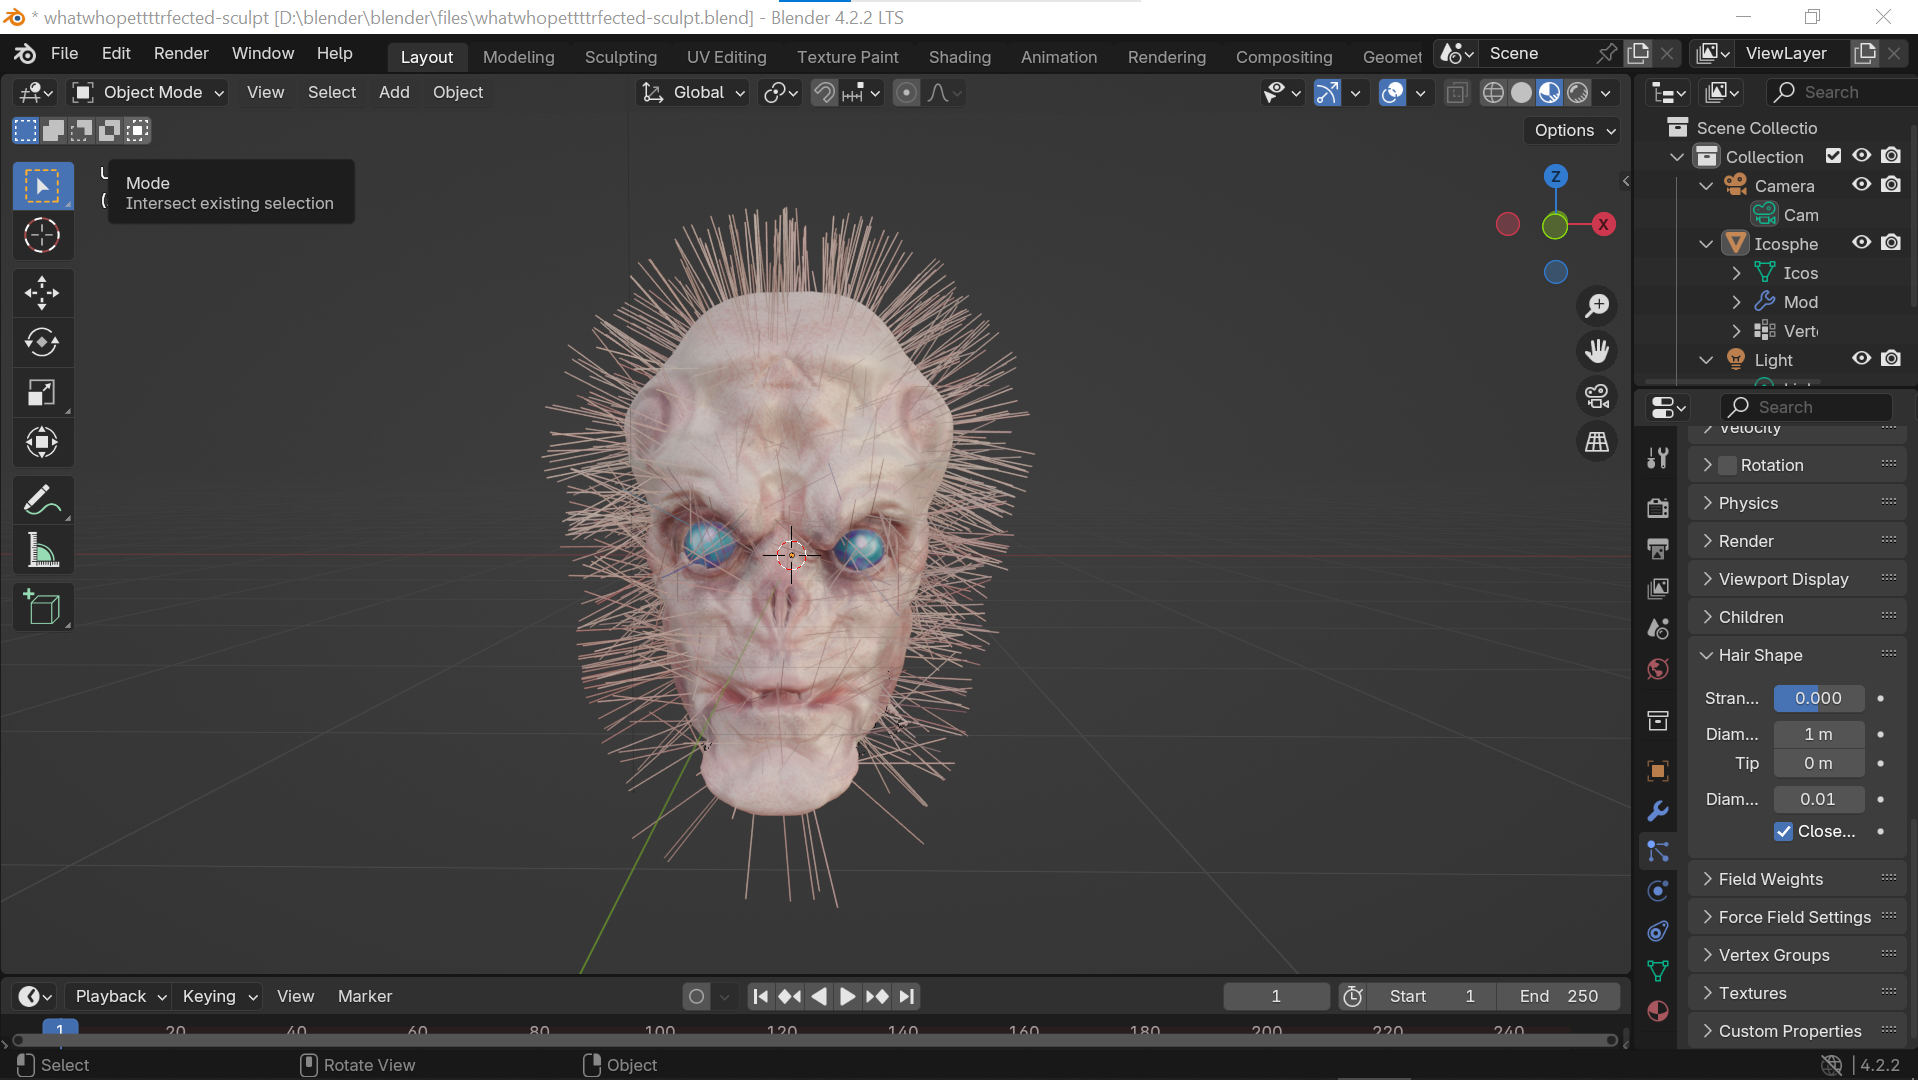 * whatwhopettttrfected-sculpt [D:\blender\blender\files\whatwhopettttrfected-sculpt.blend] - Blender 4.2.2 LTS
File Edit Render Window Help Layout Modeling Sculpting UV Editing Texture Paint Shading Animation Rendering Compositing Geomet Scene ViewLayer
Object Mode View Select Add Object Global Search
Options
Mode
Intersect existing selection
Z
X
Scene Collectio
Collection
Camera
Cam
Icosphe
Icos
Mod
Vert
Light
Search
Velocity
Rotation
Physics
Render
Viewport Display
Children
Hair Shape
Stran... 0.000
Diam... 1 m
Tip 0 m
Diam... 0.01
Close...
Field Weights
Force Field Settings
Vertex Groups
Textures
Custom Properties
Playback Keying View Marker 1 Start 1 End 250
1 20 40 60 80 100 120 140 160 180 200 220 240
Select Rotate View Object 4.2.2